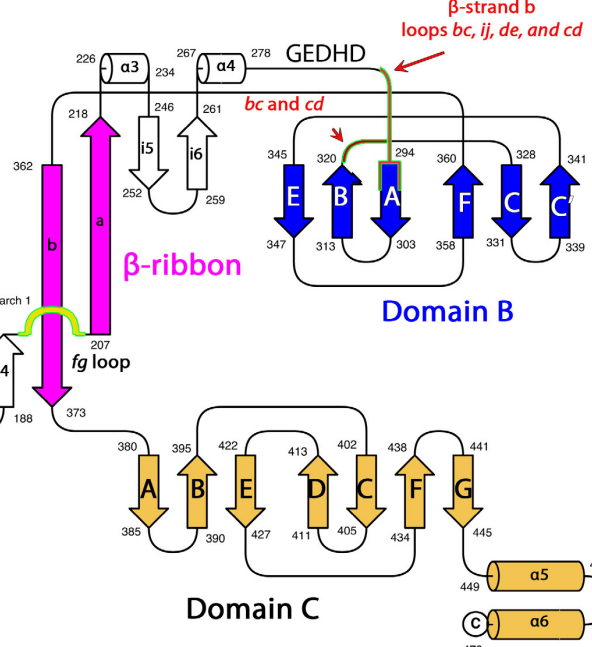 β-strand b
loops bc, ij, de, and cd
226 α3 234 267 α4 278 GEDHD
218 246 261 bc and cd
i5 i6
252 259
362
345 320 294 360 328 341
E B A F C C'
347 313 303 358 331 339
b a
β-ribbon
Domain B
arch 1
207
fg loop
4
188 373
380 395 422 413 402 438 441
A B E D C F G
385 390 427 411 405 434 445
449 α5
Domain C
C α6